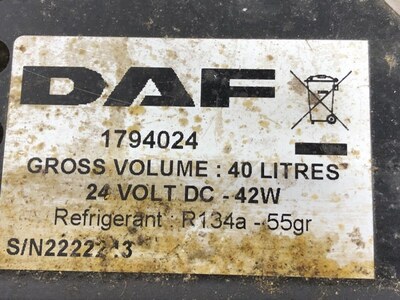 DAF
1794024
GROSS VOLUME : 40 LITRES
24 VOLT DC - 42W
Refrigerant : R134a - 55gr